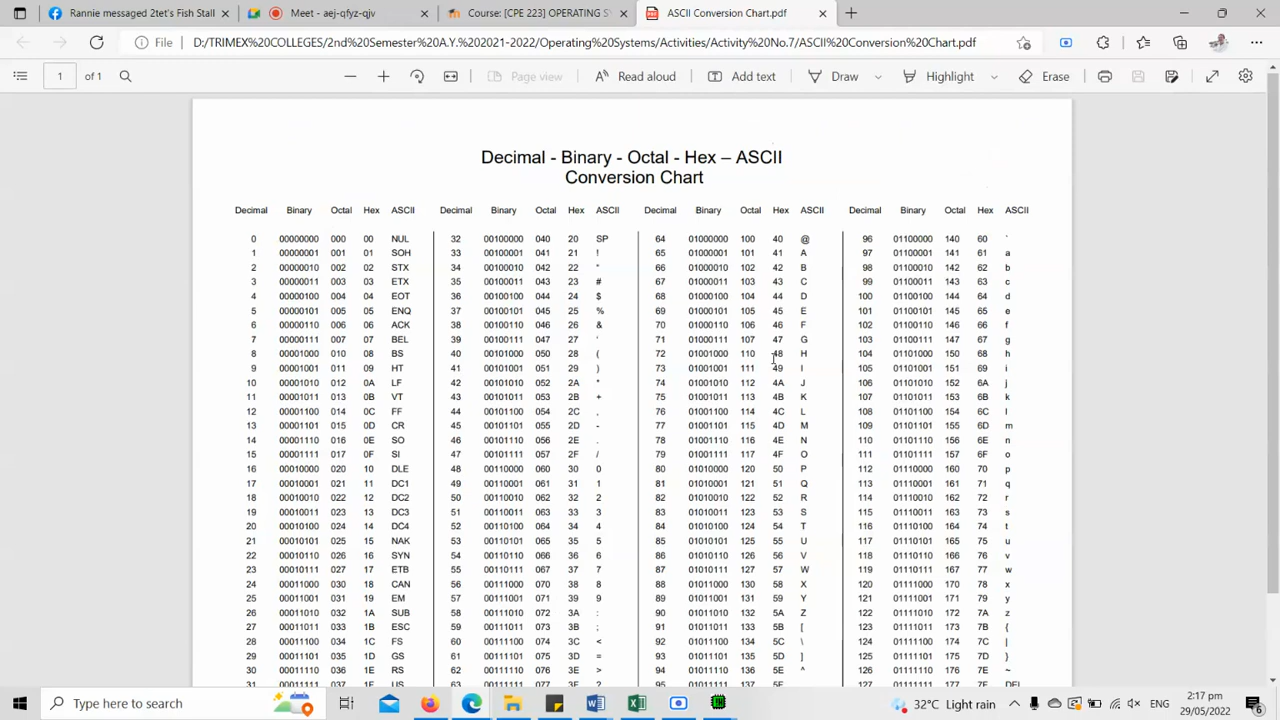 Rannie messaged 2tet's Fish Stall
Meet - aej-qfyz-qjv
Course: [CPE 223] OPERATING SY
ASCII Conversion Chart.pdf
File
D:/TRIMEX%20COLLEGES/2nd%20Semester%20A.Y.%202021-2022/Operating%20Systems/Activities/Activity%20No.7/ASCII%20Conversion%20Chart.pdf
1 of 1 Page view Read aloud Add text Draw Highlight Erase
Decimal - Binary - Octal - Hex – ASCII
Conversion Chart
Decimal Binary Octal Hex ASCII Decimal Binary Octal Hex ASCII Decimal Binary Octal Hex ASCII Decimal Binary Octal Hex ASCII
0 00000000 000 00 NUL 32 00100000 040 20 SP 64 01000000 100 40 @ 96 01100000 140 60 `
1 00000001 001 01 SOH 33 00100001 041 21 ! 65 01000001 101 41 A 97 01100001 141 61 a
2 00000010 002 02 STX 34 00100010 042 22 " 66 01000010 102 42 B 98 01100010 142 62 b
3 00000011 003 03 ETX 35 00100011 043 23 # 67 01000011 103 43 C 99 01100011 143 63 c
4 00000100 004 04 EOT 36 00100100 044 24 $ 68 01000100 104 44 D 100 01100100 144 64 d
5 00000101 005 05 ENQ 37 00100101 045 25 % 69 01000101 105 45 E 101 01100101 145 65 e
6 00000110 006 06 ACK 38 00100110 046 26 & 70 01000110 106 46 F 102 01100110 146 66 f
7 00000111 007 07 BEL 39 00100111 047 27 ' 71 01000111 107 47 G 103 01100111 147 67 g
8 00001000 010 08 BS 40 00101000 050 28 ( 72 01001000 110 48 H 104 01101000 150 68 h
9 00001001 011 09 HT 41 00101001 051 29 ) 73 01001001 111 49 I 105 01101001 151 69 i
10 00001010 012 0A LF 42 00101010 052 2A * 74 01001010 112 4A J 106 01101010 152 6A j
11 00001011 013 0B VT 43 00101011 053 2B + 75 01001011 113 4B K 107 01101011 153 6B k
12 00001100 014 0C FF 44 00101100 054 2C , 76 01001100 114 4C L 108 01101100 154 6C l
13 00001101 015 0D CR 45 00101101 055 2D - 77 01001101 115 4D M 109 01101101 155 6D m
14 00001110 016 0E SO 46 00101110 056 2E . 78 01001110 116 4E N 110 01101110 156 6E n
15 00001111 017 0F SI 47 00101111 057 2F / 79 01001111 117 4F O 111 01101111 157 6F o
16 00010000 020 10 DLE 48 00110000 060 30 0 80 01010000 120 50 P 112 01110000 160 70 p
17 00010001 021 11 DC1 49 00110001 061 31 1 81 01010001 121 51 Q 113 01110001 161 71 q
18 00010010 022 12 DC2 50 00110010 062 32 2 82 01010010 122 52 R 114 01110010 162 72 r
19 00010011 023 13 DC3 51 00110011 063 33 3 83 01010011 123 53 S 115 01110011 163 73 s
20 00010100 024 14 DC4 52 00110100 064 34 4 84 01010100 124 54 T 116 01110100 164 74 t
21 00010101 025 15 NAK 53 00110101 065 35 5 85 01010101 125 55 U 117 01110101 165 75 u
22 00010110 026 16 SYN 54 00110110 066 36 6 86 01010110 126 56 V 118 01110110 166 76 v
23 00010111 027 17 ETB 55 00110111 067 37 7 87 01010111 127 57 W 119 01110111 167 77 w
24 00011000 030 18 CAN 56 00111000 070 38 8 88 01011000 130 58 X 120 01111000 170 78 x
25 00011001 031 19 EM 57 00111001 071 39 9 89 01011001 131 59 Y 121 01111001 171 79 y
26 00011010 032 1A SUB 58 00111010 072 3A : 90 01011010 132 5A Z 122 01111010 172 7A z
27 00011011 033 1B ESC 59 00111011 073 3B ; 91 01011011 133 5B [ 123 01111011 173 7B {
28 00011100 034 1C FS 60 00111100 074 3C < 92 01011100 134 5C \ 124 01111100 174 7C |
29 00011101 035 1D GS 61 00111101 075 3D = 93 01011101 135 5D ] 125 01111101 175 7D }
30 00011110 036 1E RS 62 00111110 076 3E > 94 01011110 136 5E ^ 126 01111110 176 7E ~
31 00011111 037 1F US 63 00111111 077 3F 95 01011111 137 5F 127 01111111 177 7F DEL
Type here to search
32°C Light rain
ENG
2:17 pm
29/05/2022
6